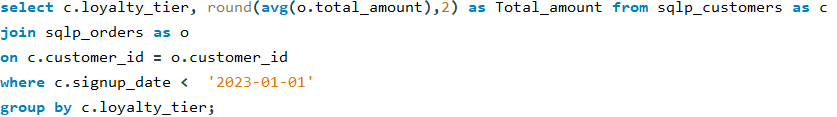 select c.loyalty_tier, round(avg(o.total_amount),2) as Total_amount from sqlp_customers as c
join sqlp_orders as o
on c.customer_id = o.customer_id
where c.signup_date <  '2023-01-01'
group by c.loyalty_tier;